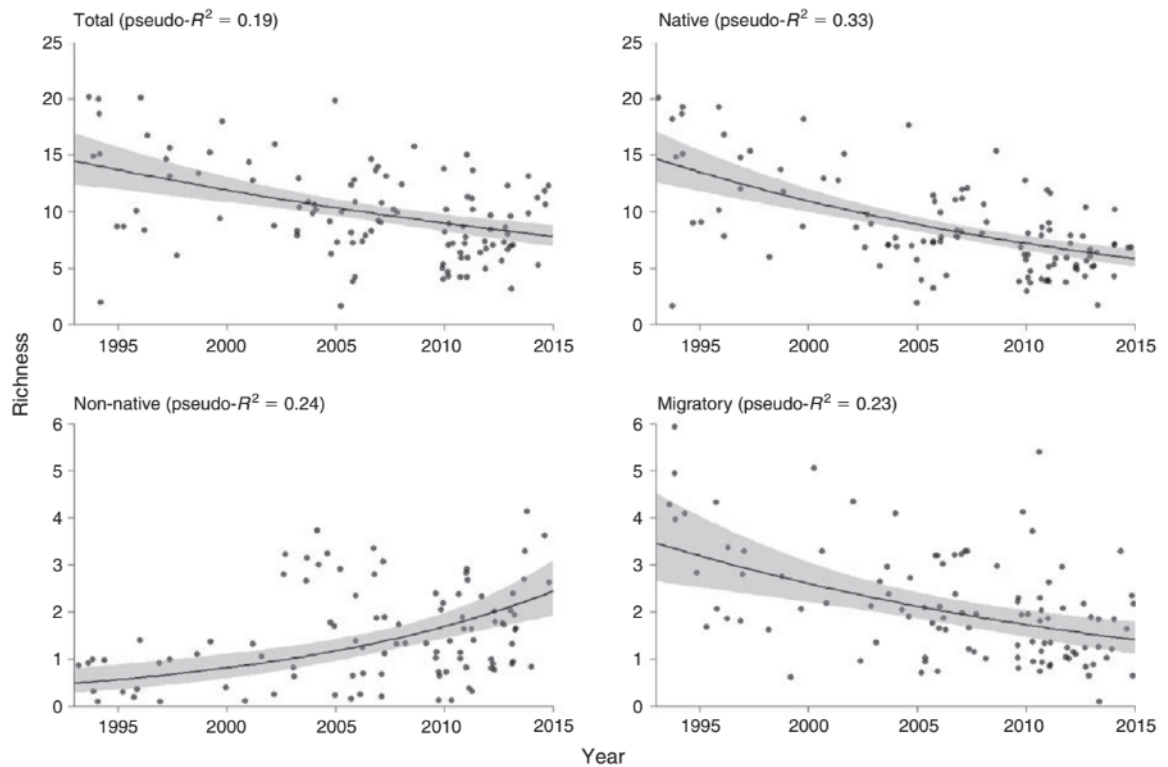 Total (pseudo-R² = 0.19)
25
20
15
10
5
0
1995 2000 2005 2010 2015
Native (pseudo-R² = 0.33)
25
20
15
10
5
0
1995 2000 2005 2010 2015
Richness
Non-native (pseudo-R² = 0.24)
6
5
4
3
2
1
0
1995 2000 2005 2010 2015
Migratory (pseudo-R² = 0.23)
6
5
4
3
2
1
0
1995 2000 2005 2010 2015
Year